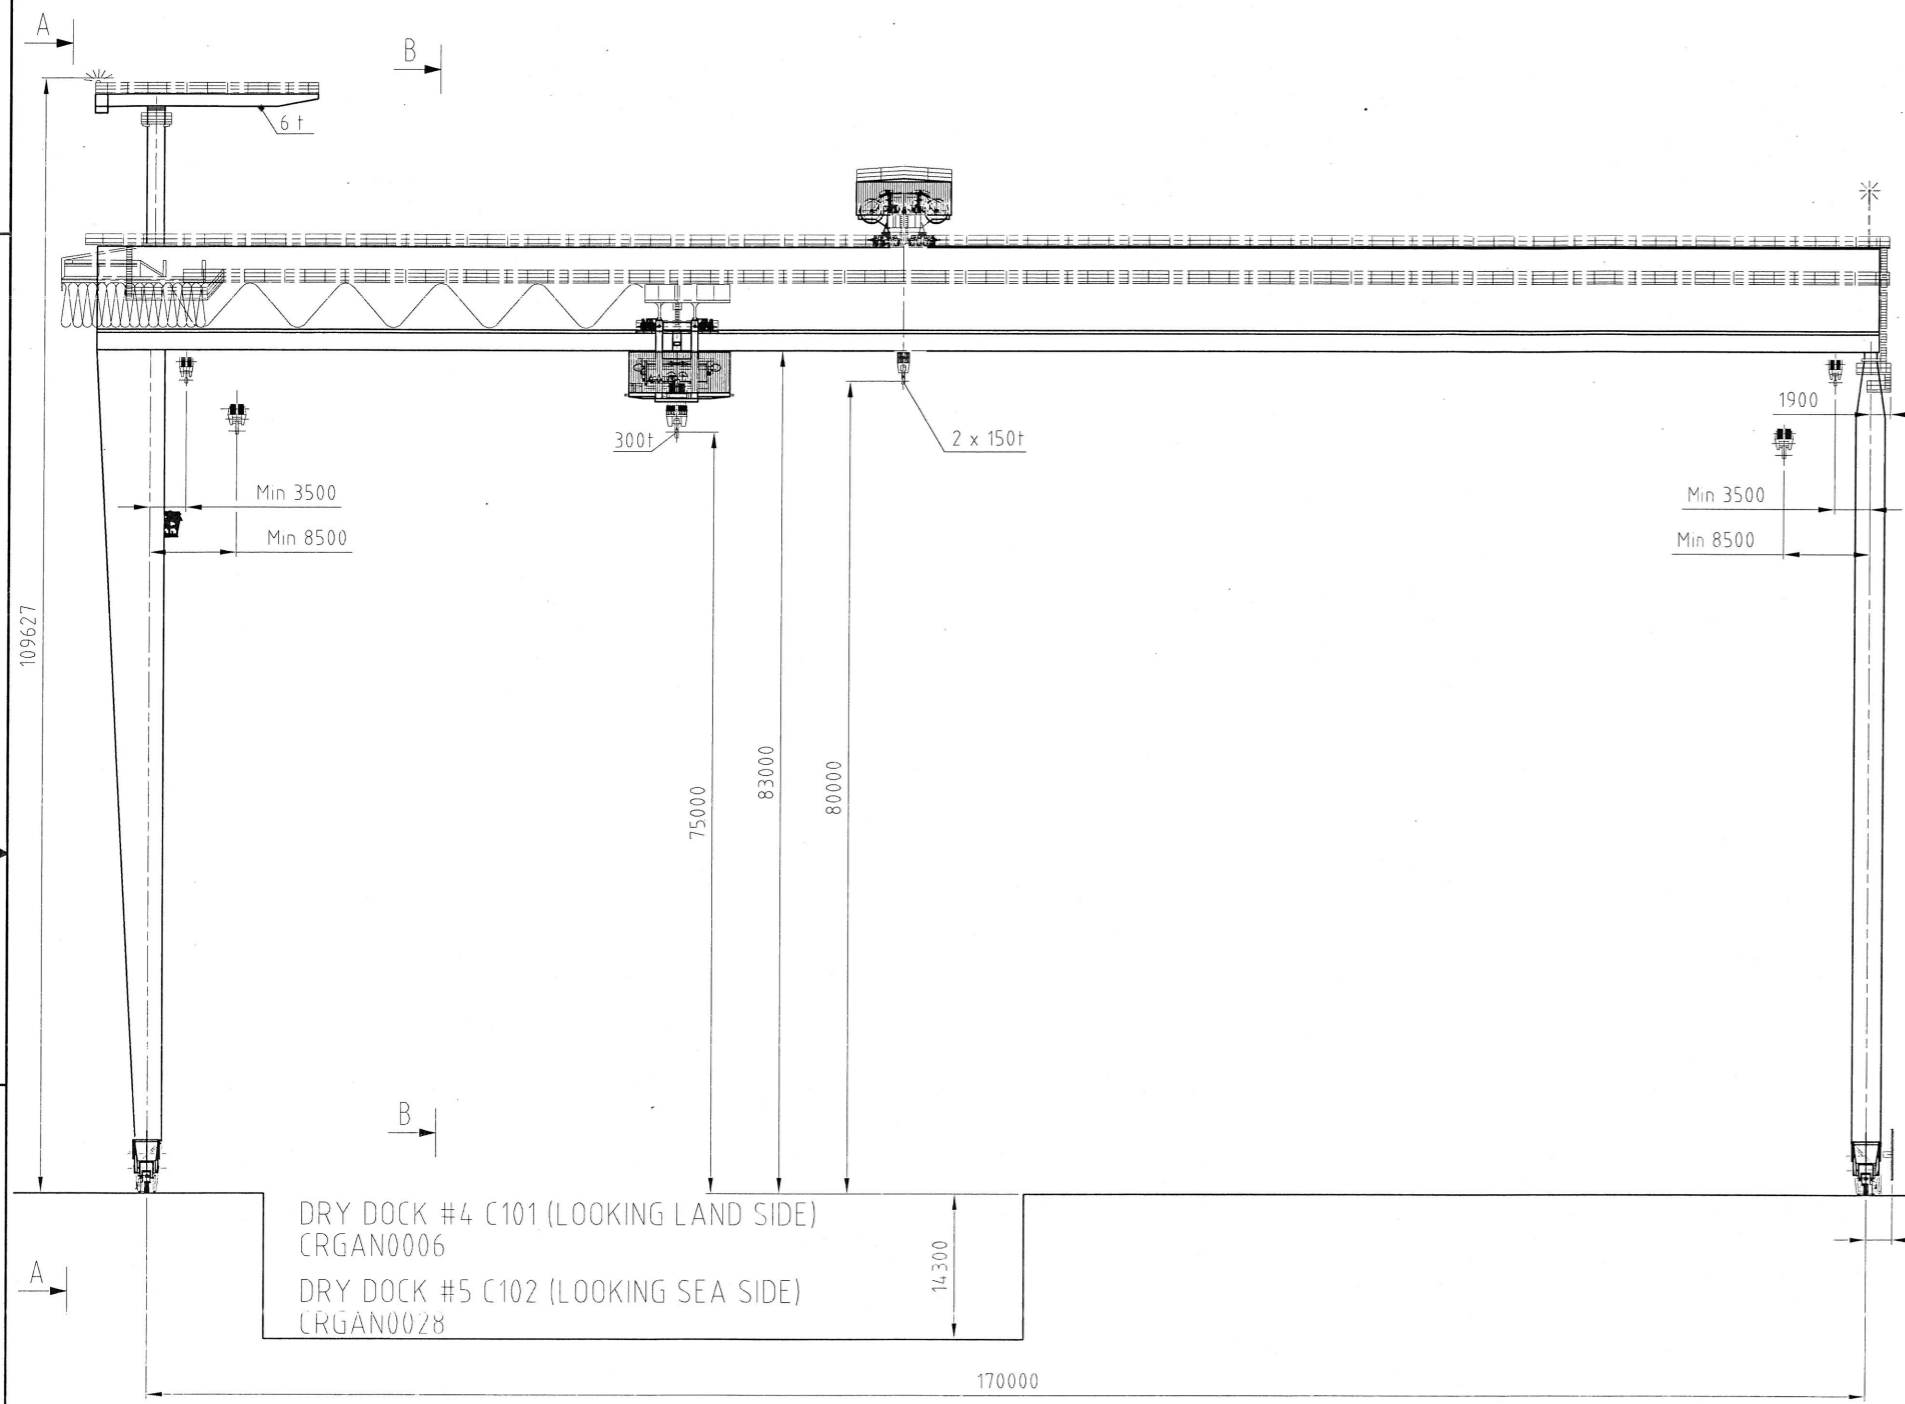 A
B
6 t
1900
300t
2 x 150t
Min 3500
Min 3500
Min 8500
Min 8500
109627
75000
83000
80000
B
DRY DOCK #4 C101 (LOOKING LAND SIDE)
CRGAN0006
A
DRY DOCK #5 C102 (LOOKING SEA SIDE)
CRGAN0028
14300
170000